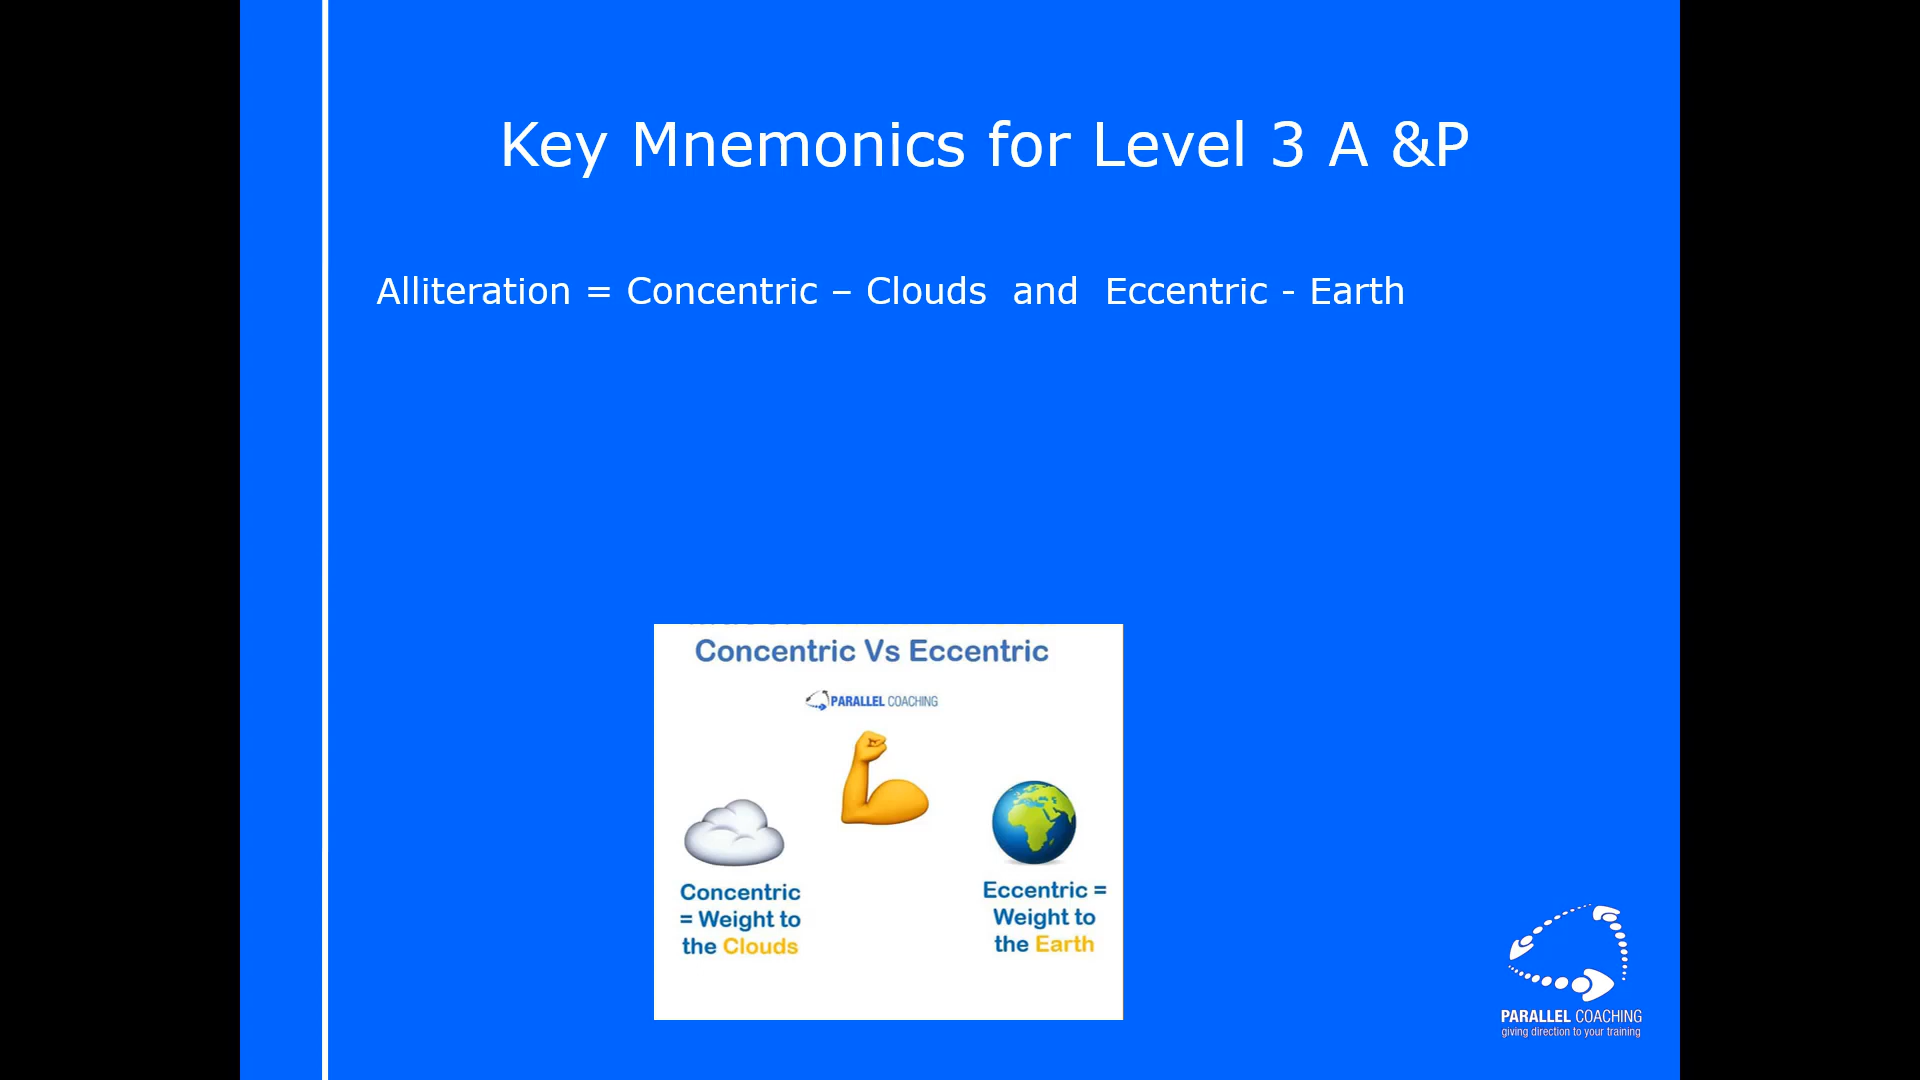 Key Mnemonics for Level 3 A &P
Alliteration = Concentric – Clouds and Eccentric - Earth
Concentric Vs Eccentric
PARALLEL COACHING
Concentric
= Weight to
the Clouds
Eccentric =
Weight to
the Earth
PARALLEL COACHING
giving direction to your training